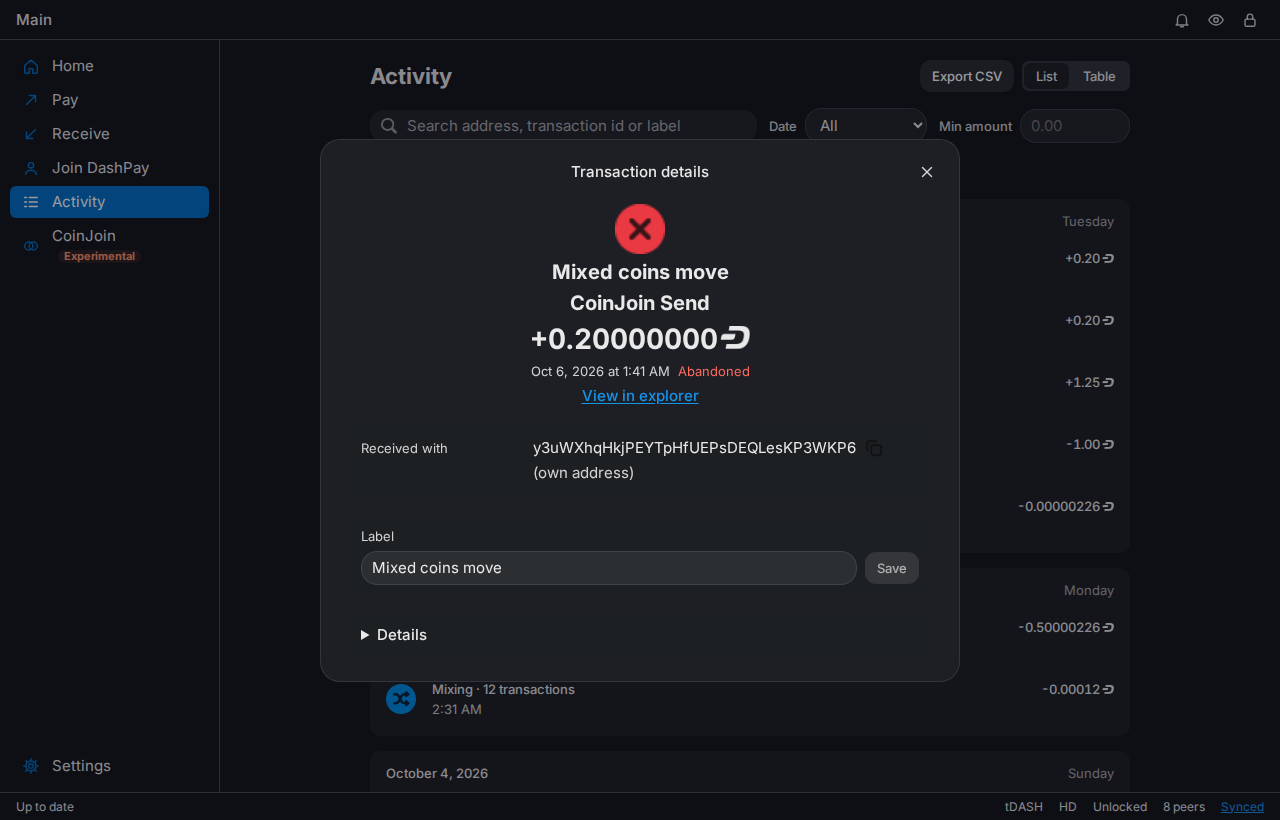 Main
Home
Pay
Receive
Join DashPay
Activity
CoinJoin
Experimental
Settings
Activity
Export CSV
List
Table
Search address, transaction id or label
Date
All
Min amount
0.00
Tuesday
+0.20
+0.20
+1.25
-1.00
-0.00000226
Monday
-0.50000226
Mixing · 12 transactions
-0.00012
2:31 AM
October 4, 2026
Sunday
Transaction details
Mixed coins move
CoinJoin Send
+0.20000000
Oct 6, 2026 at 1:41 AM Abandoned
View in explorer
Received with
y3uWXhqHkjPEYTpHfUEPsDEQLesKP3WKP6
(own address)
Label
Mixed coins move
Save
Details
Up to date
tDASH
HD
Unlocked
8 peers
Synced